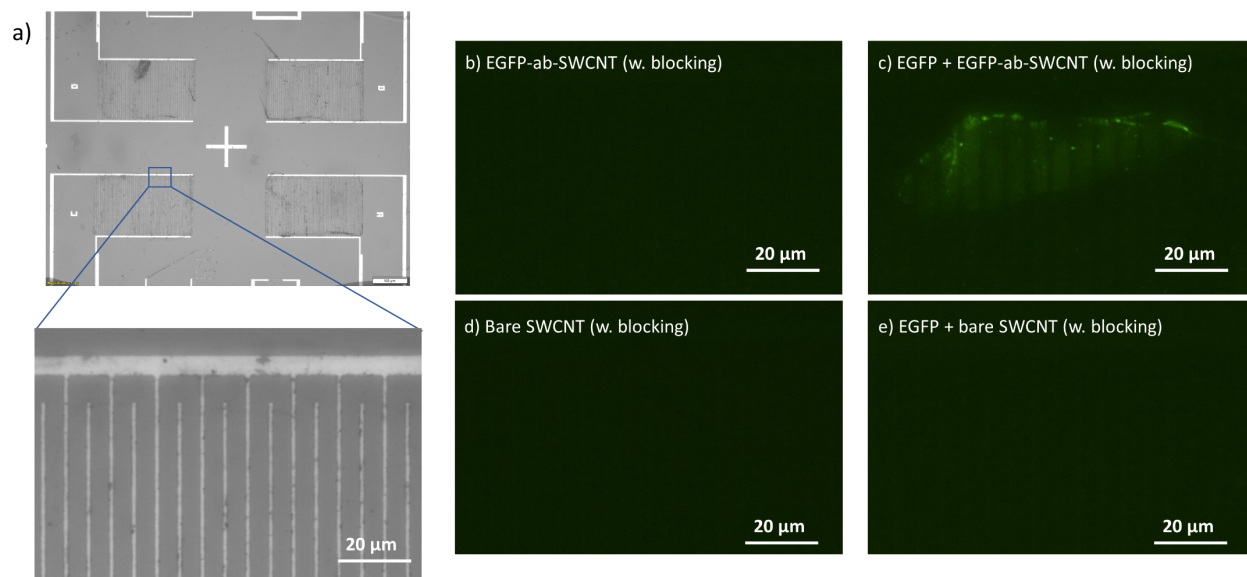 a)
b) EGFP-ab-SWCNT (w. blocking)
20 µm
c) EGFP + EGFP-ab-SWCNT (w. blocking)
20 µm
20 µm
d) Bare SWCNT (w. blocking)
20 µm
e) EGFP + bare SWCNT (w. blocking)
20 µm